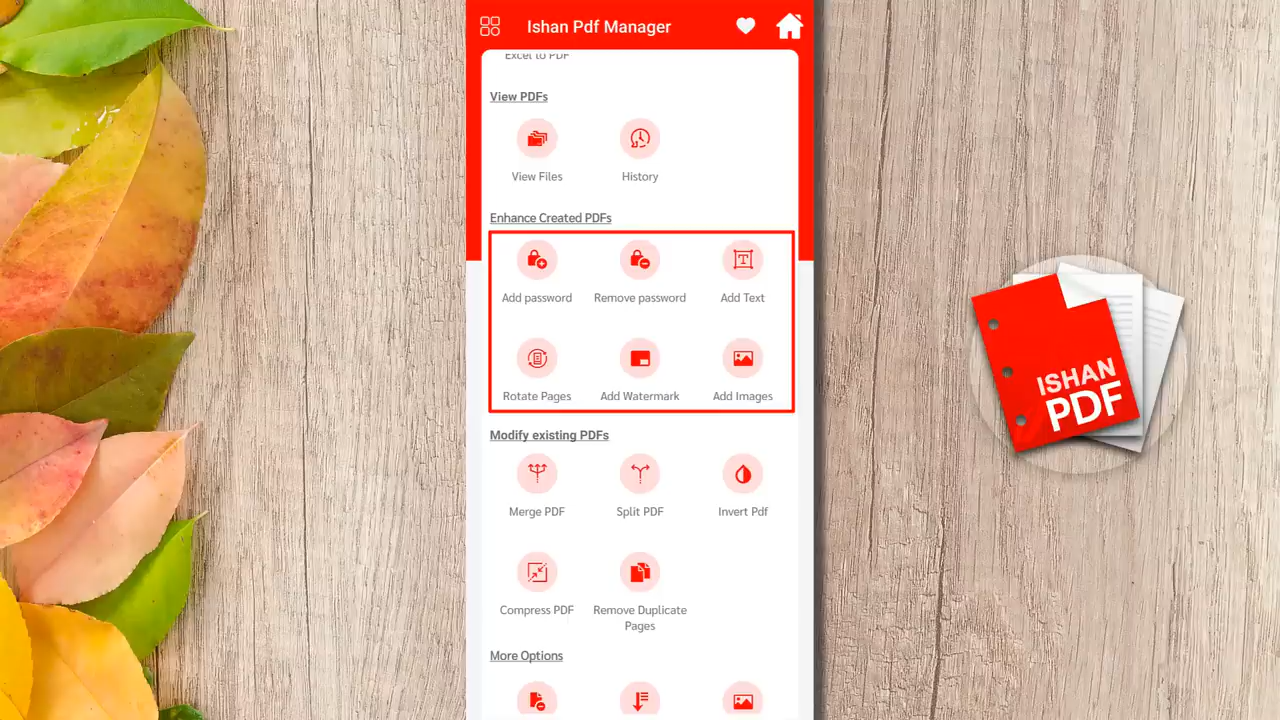 Ishan Pdf Manager
Excel to PDF
View PDFs
View Files
History
Enhance Created PDFs
Add password
Remove password
Add Text
T
Rotate Pages
Add Watermark
Add Images
Modify existing PDFs
Merge PDF
Split PDF
Invert Pdf
Compress PDF
Remove Duplicate
Pages
More Options
ISHAN
PDF